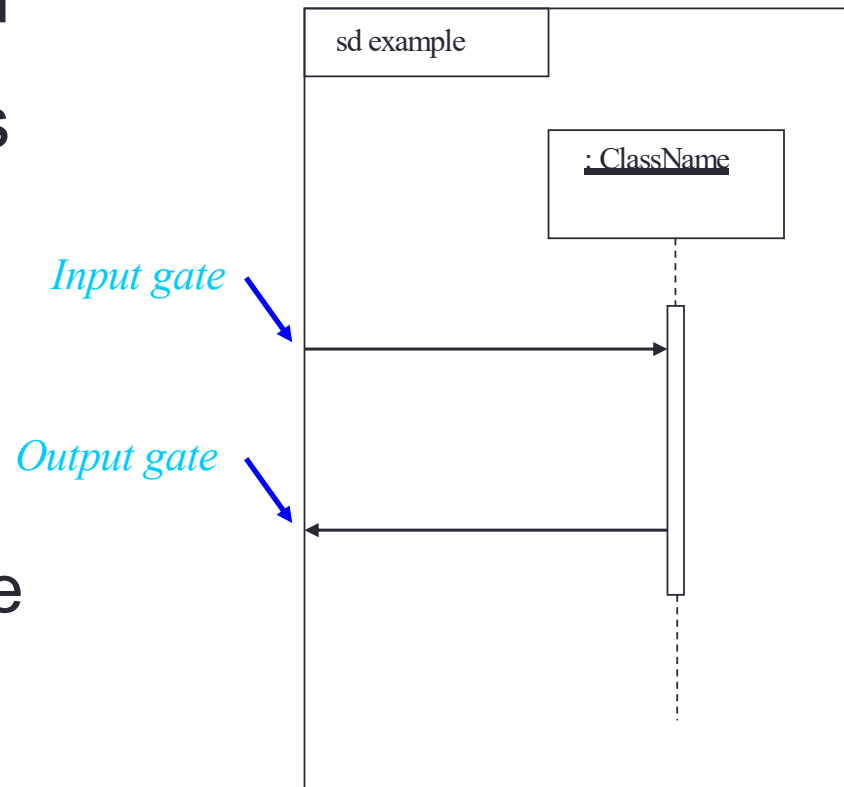 s
sd example
: ClassName
Input gate
Output gate
e